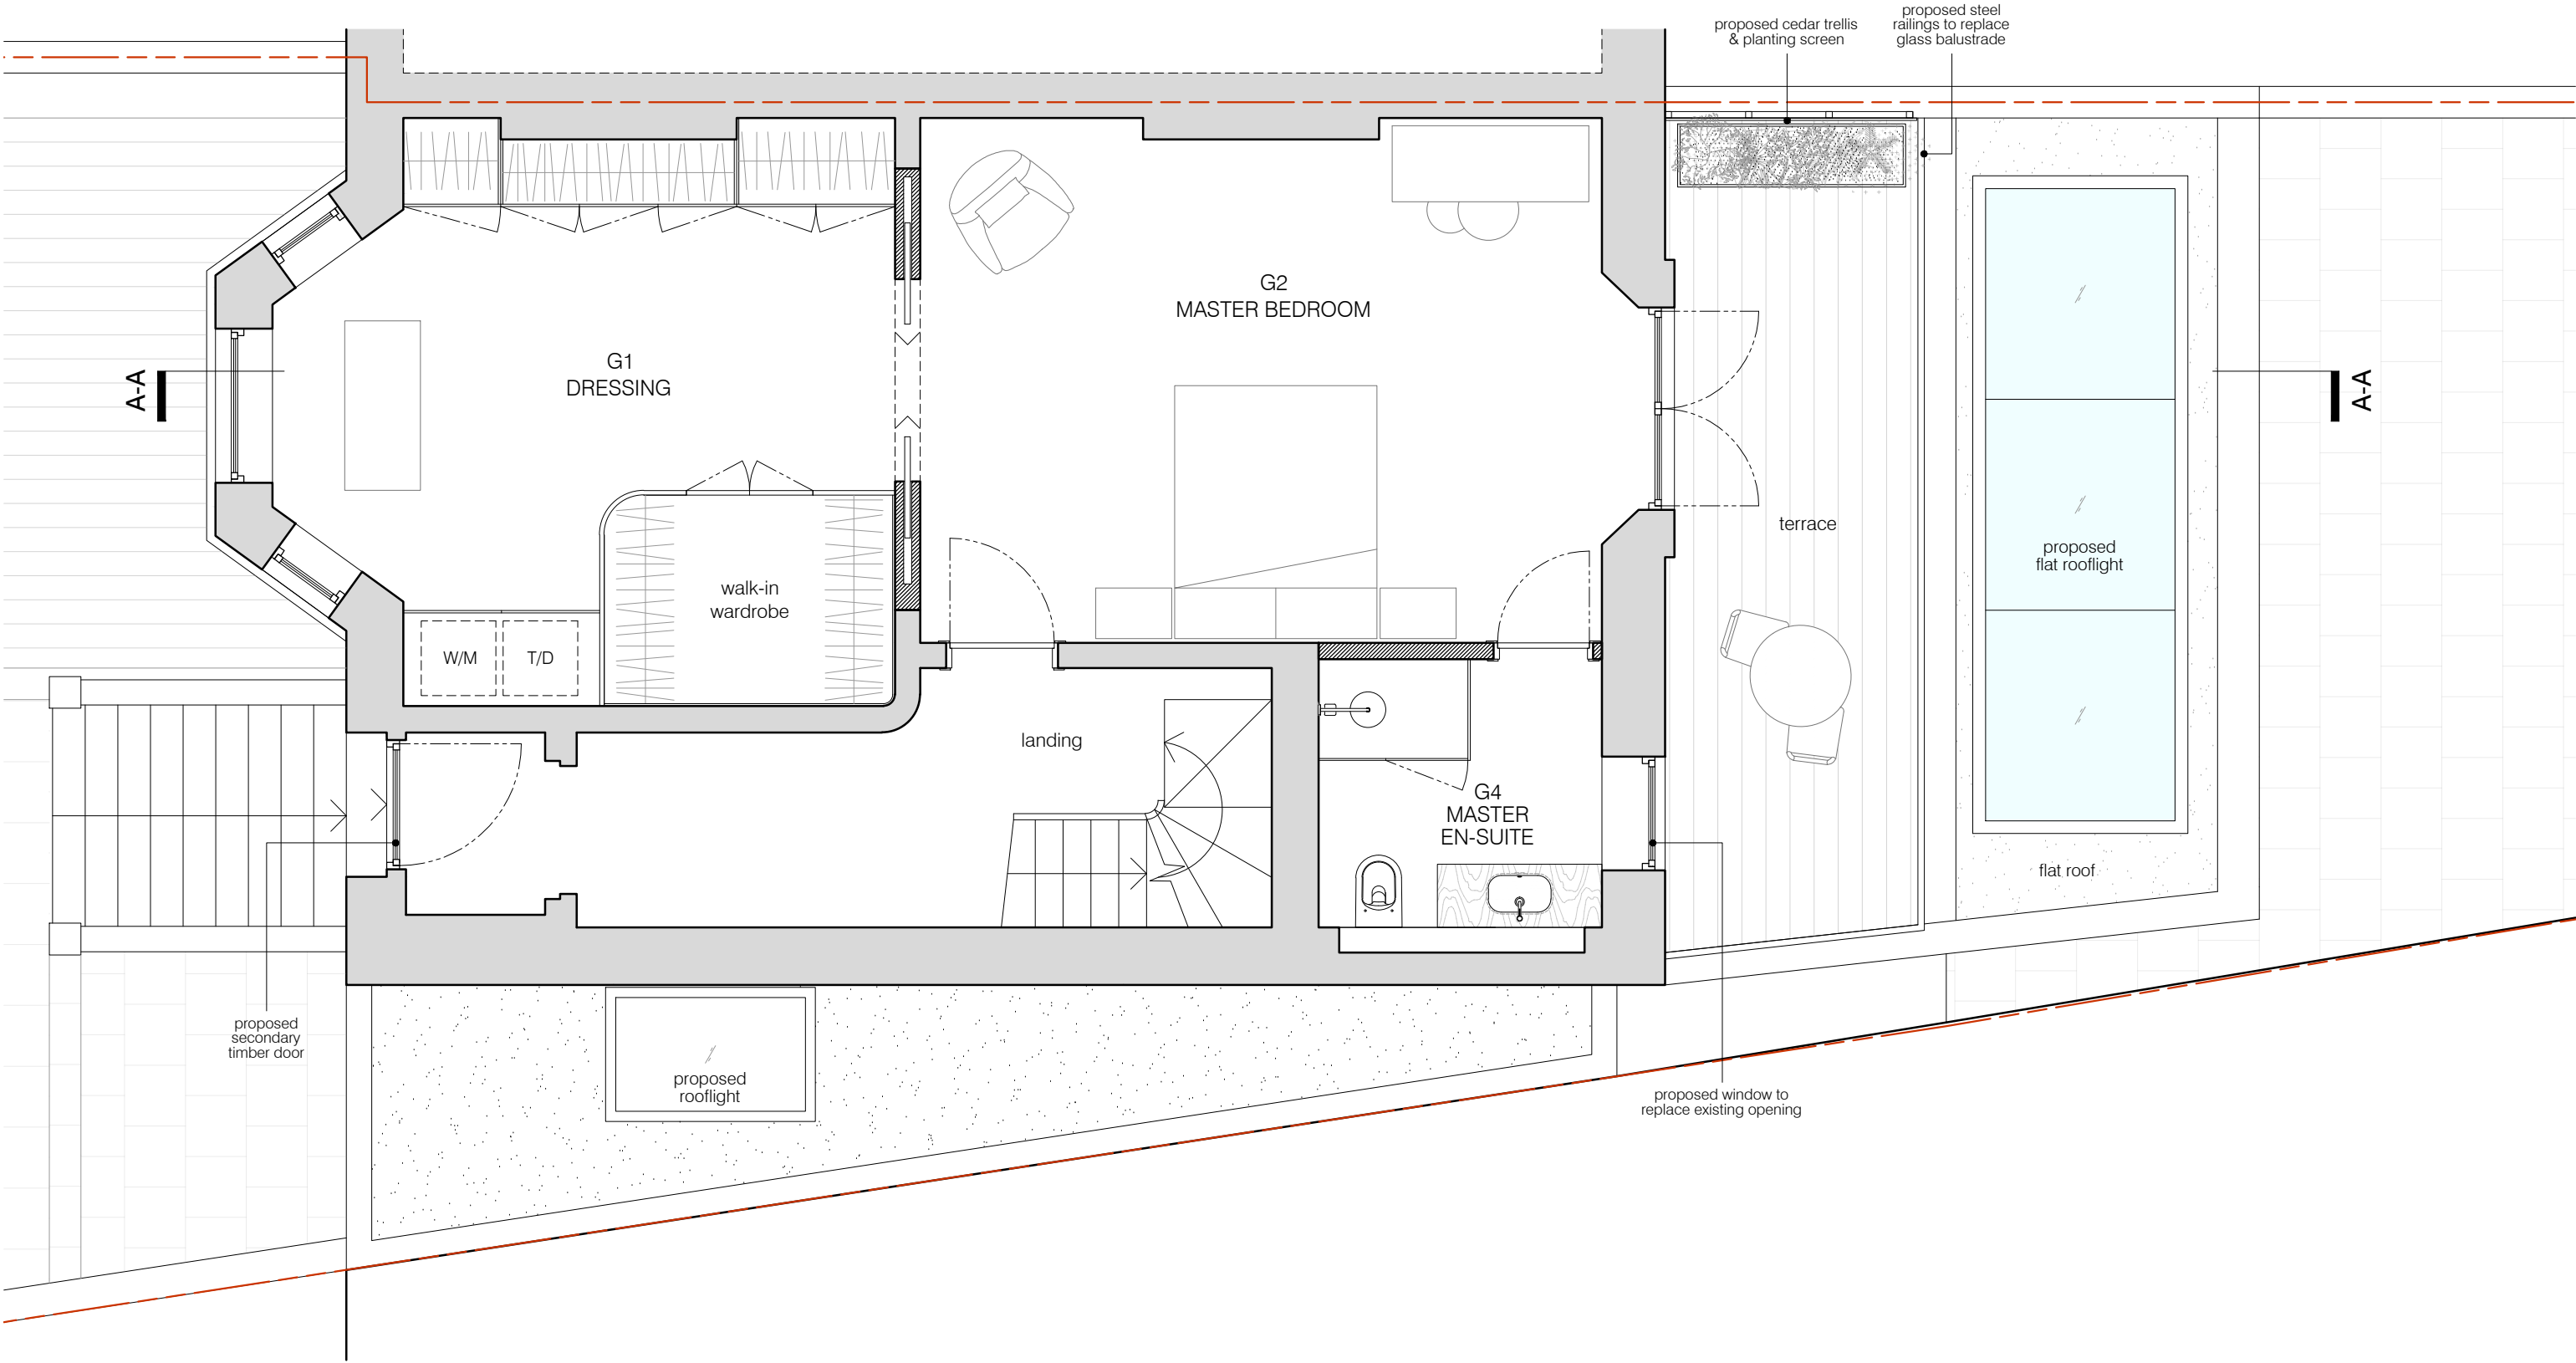 proposed cedar trellis
& planting screen
proposed steel
railings to replace
glass balustrade
G1
DRESSING
G2
MASTER BEDROOM
A-A
A-A
terrace
proposed
flat rooflight
walk-in
wardrobe
W/M
T/D
landing
G4
MASTER
EN-SUITE
flat roof
proposed
secondary
timber door
proposed
rooflight
proposed window to
replace existing opening